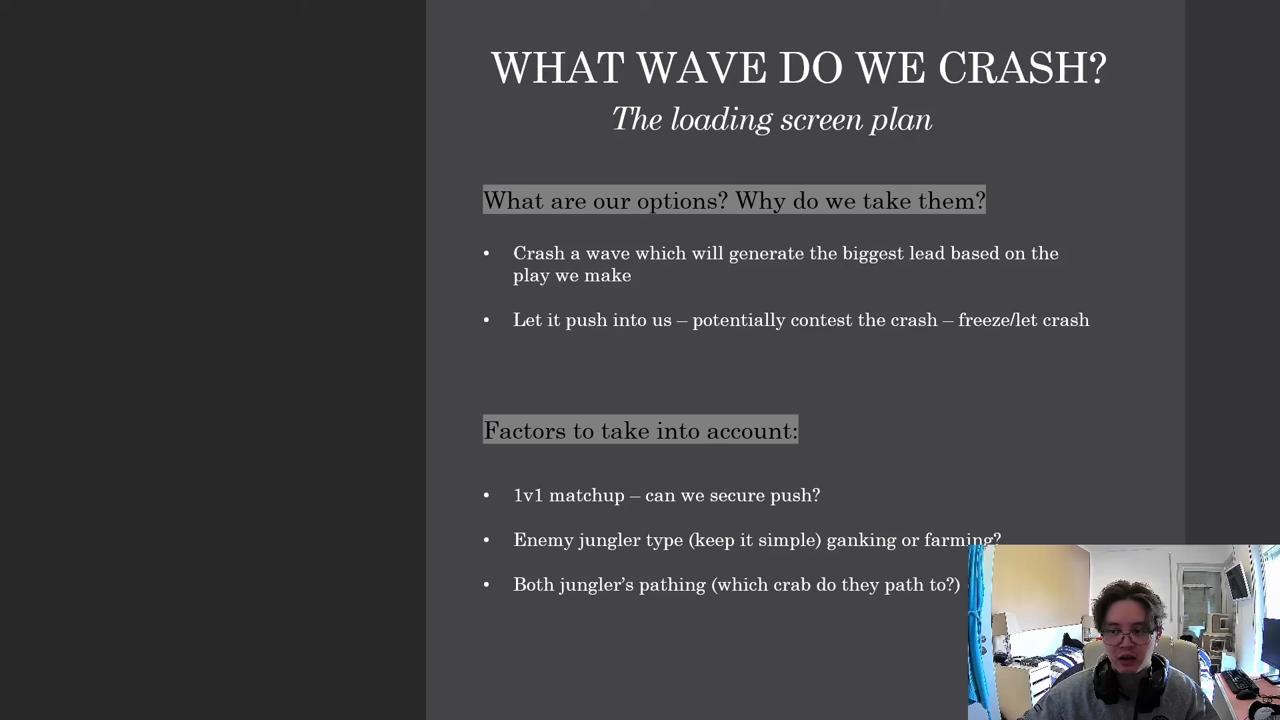 WHAT WAVE DO WE CRASH?
The loading screen plan
What are our options? Why do we take them?
• Crash a wave which will generate the biggest lead based on the
play we make
• Let it push into us – potentially contest the crash – freeze/let crash
Factors to take into account:
• 1v1 matchup – can we secure push?
• Enemy jungler type (keep it simple) ganking or farming?
• Both jungler’s pathing (which crab do they path to?)